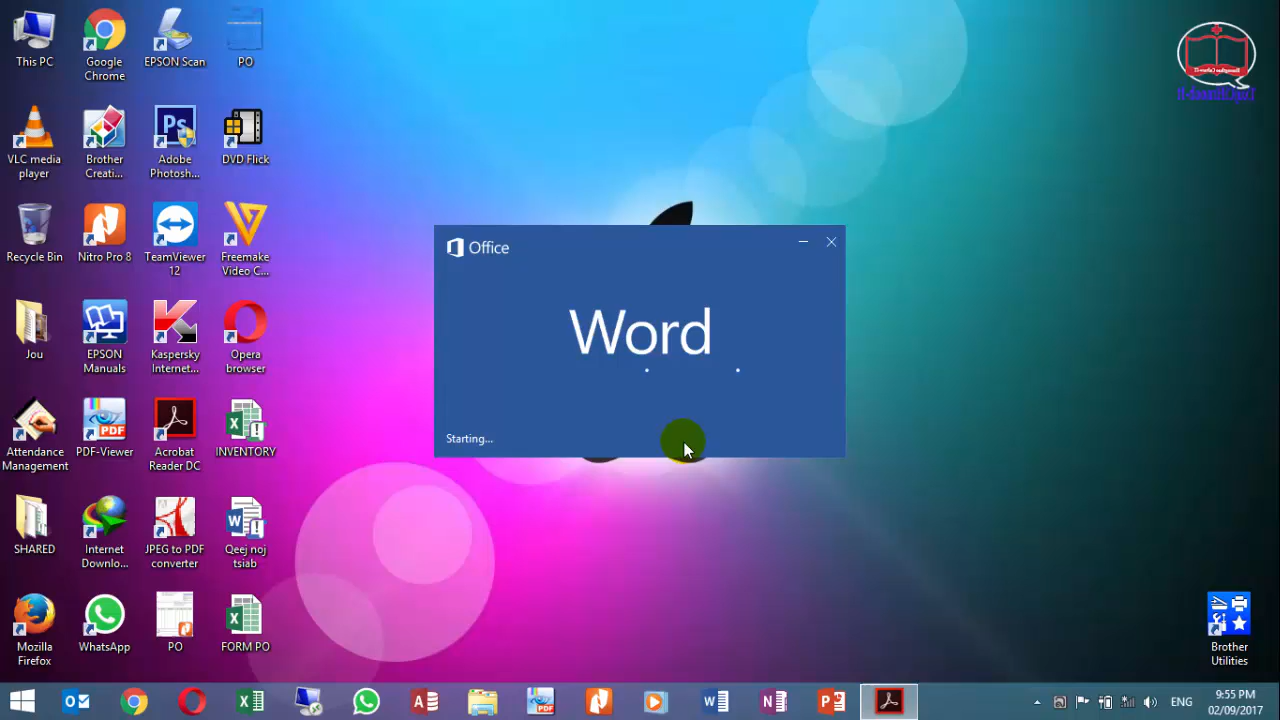 This PC
Google
Chrome
EPSON Scan
PO
VLC media
player
Brother
Creati...
Adobe
Photosh...
DVD Flick
Recycle Bin
Nitro Pro 8
TeamViewer
12
Freemake
Video C...
Jou
EPSON
Manuals
Kaspersky
Internet...
Opera
browser
Attendance
Management
PDF-Viewer
Acrobat
Reader DC
INVENTORY
SHARED
Internet
Downlo...
JPEG to PDF
converter
Qeej noj
tsiab
Mozilla
Firefox
WhatsApp
PO
FORM PO
Office
Word
Starting...
Brother
Utilities
ENG
9:55 PM
02/09/2017